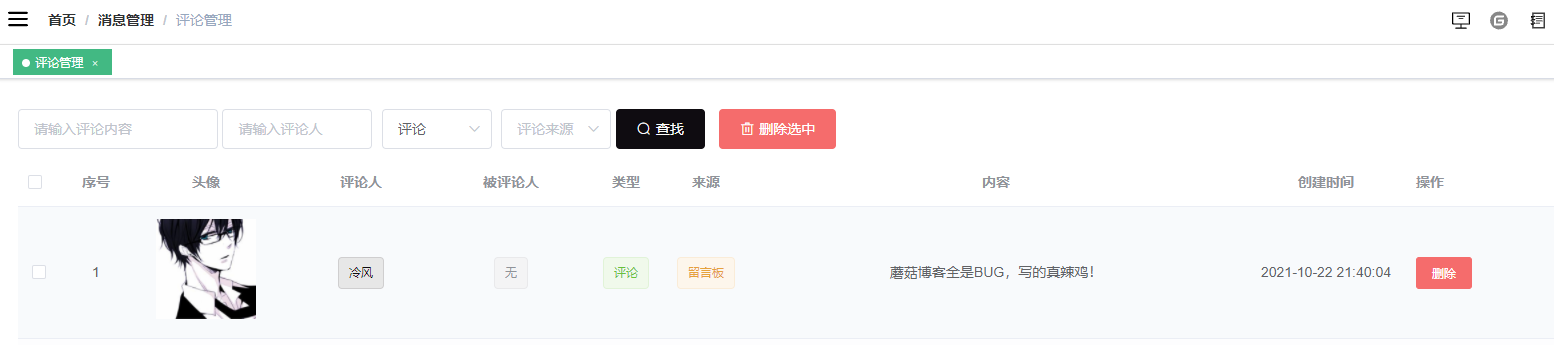 首页 / 消息管理 / 评论管理
评论管理 ×
请输入评论内容 请输入评论人 评论 评论来源 查找 删除选中
序号 头像 评论人 被评论人 类型 来源 内容 创建时间 操作
1 冷风 无 评论 留言板 蘑菇博客全是BUG，写的真辣鸡！ 2021-10-22 21:40:04 删除